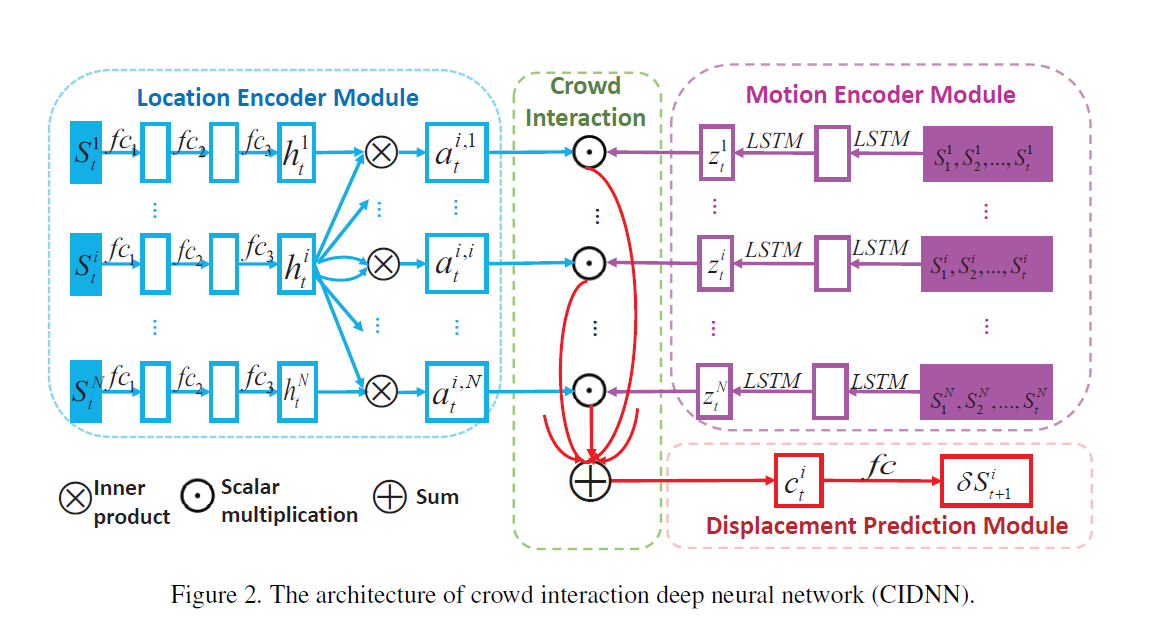 Location Encoder Module
Crowd
Interaction
Motion Encoder Module
S_t^1 fc_1 fc_2 fc_3 h_t^1 ⊗ a_t^{i,1} ⊙ z_t^1 LSTM LSTM S_1^1, S_2^1, ..., S_t^1
S_t^i fc_1 fc_2 fc_3 h_t^i ⊗ a_t^{i,i} ⊙ z_t^i LSTM LSTM S_1^i, S_2^i, ..., S_t^i
S_t^N fc_1 fc_2 fc_3 h_t^N ⊗ a_t^{i,N} ⊙ z_t^N LSTM LSTM S_1^N, S_2^N, ..., S_t^N
⊕ c_t^i fc δS_{t+1}^i
Displacement Prediction Module
⊗ Inner
product
⊙ Scalar
multiplication
⊕ Sum
Figure 2. The architecture of crowd interaction deep neural network (CIDNN).